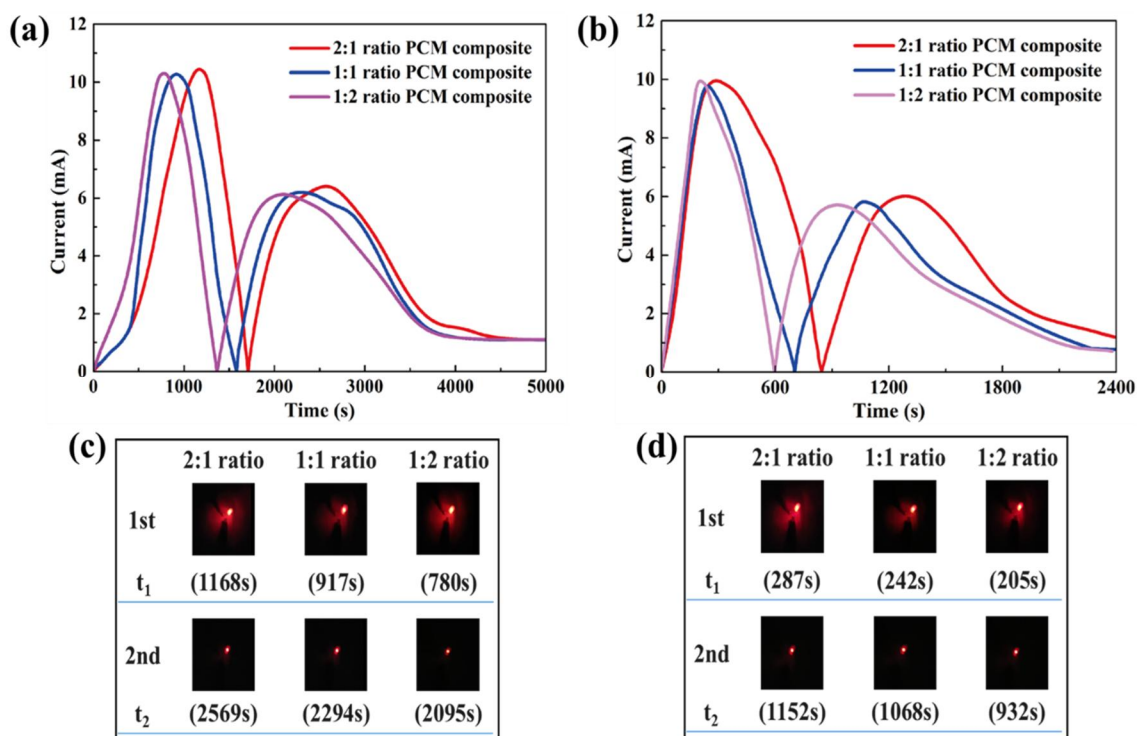 (a)
12
10
8
6
4
2
0
Current (mA)
0 1000 2000 3000 4000 5000
Time (s)
2:1 ratio PCM composite
1:1 ratio PCM composite
1:2 ratio PCM composite
(b)
12
10
8
6
4
2
0
Current (mA)
0 600 1200 1800 2400
Time (s)
2:1 ratio PCM composite
1:1 ratio PCM composite
1:2 ratio PCM composite
(c)
2:1 ratio 1:1 ratio 1:2 ratio
1st
t1 (1168s) (917s) (780s)
2nd
t2 (2569s) (2294s) (2095s)
(d)
2:1 ratio 1:1 ratio 1:2 ratio
1st
t1 (287s) (242s) (205s)
2nd
t2 (1152s) (1068s) (932s)